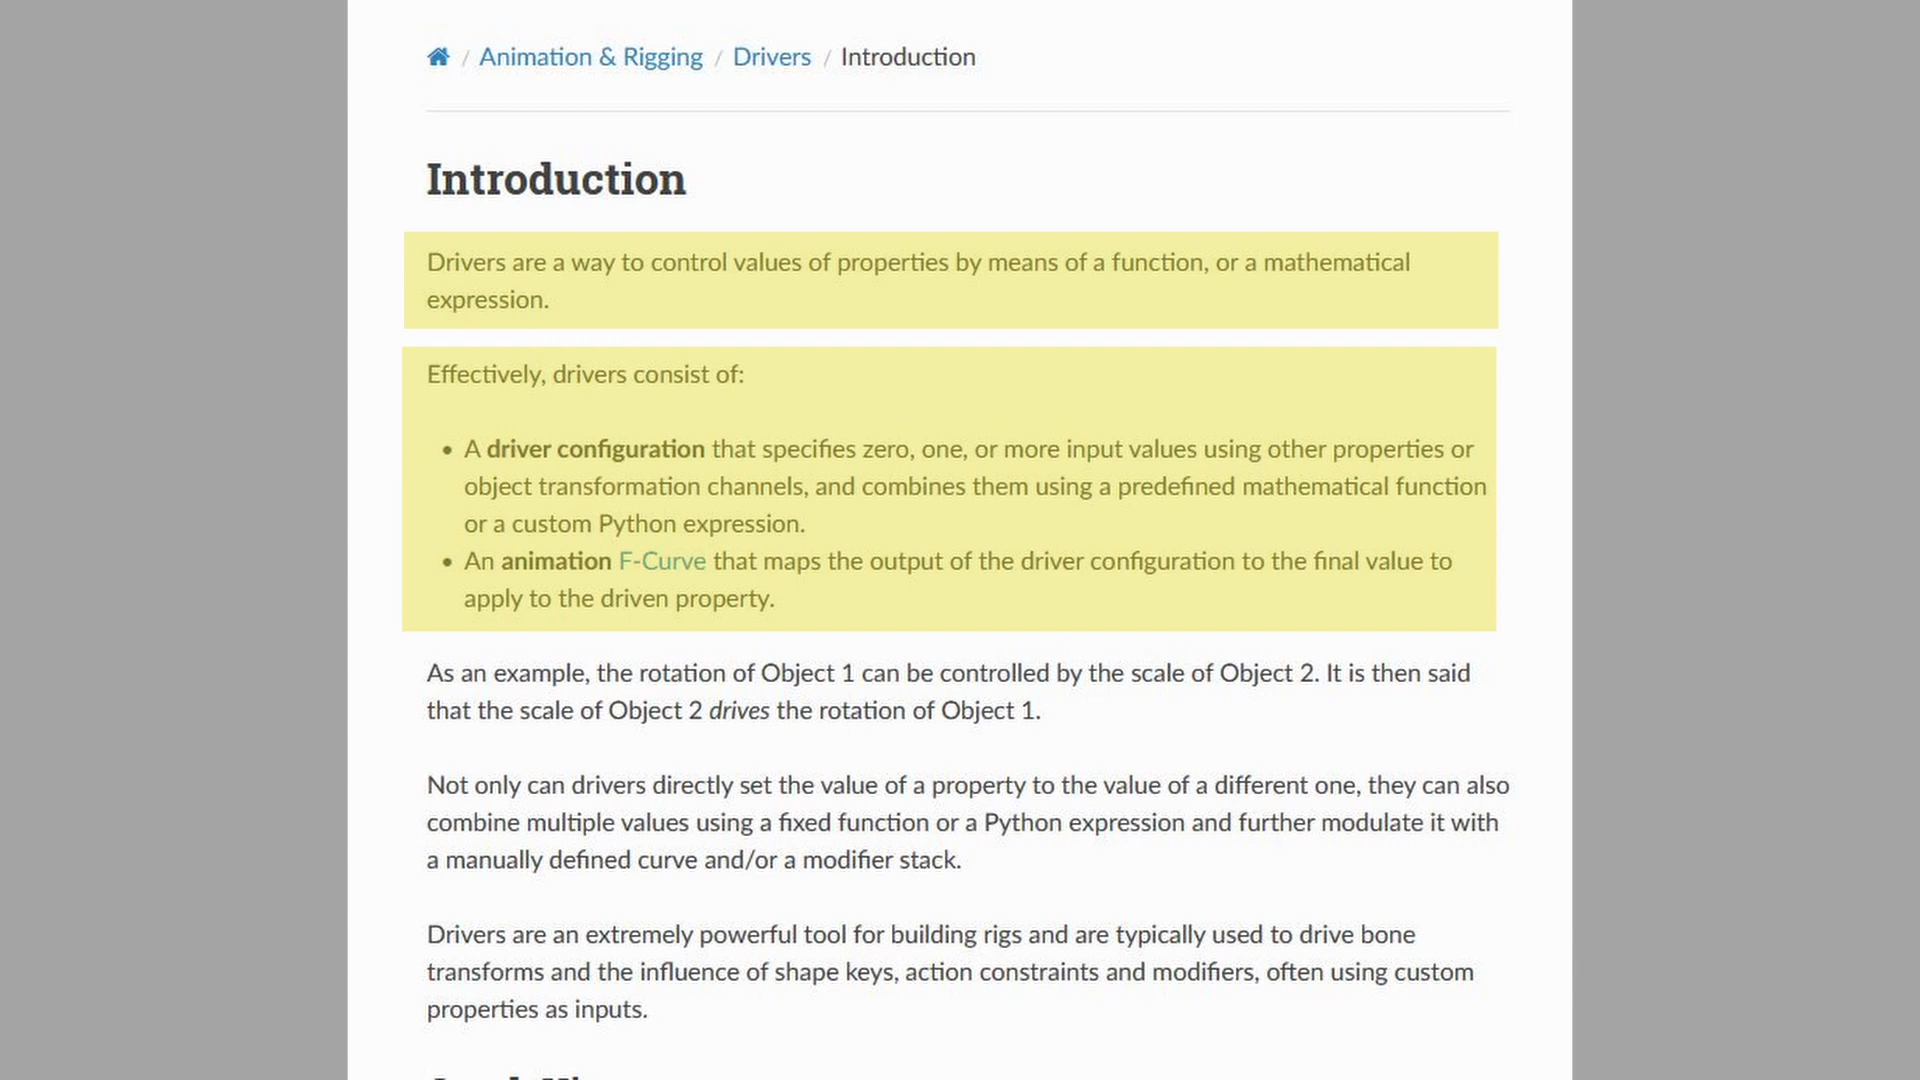 / Animation & Rigging / Drivers / Introduction
Introduction
Drivers are a way to control values of properties by means of a function, or a mathematical
expression.
Effectively, drivers consist of:
• A driver configuration that specifies zero, one, or more input values using other properties or
object transformation channels, and combines them using a predefined mathematical function
or a custom Python expression.
• An animation F-Curve that maps the output of the driver configuration to the final value to
apply to the driven property.
As an example, the rotation of Object 1 can be controlled by the scale of Object 2. It is then said
that the scale of Object 2 drives the rotation of Object 1.
Not only can drivers directly set the value of a property to the value of a different one, they can also
combine multiple values using a fixed function or a Python expression and further modulate it with
a manually defined curve and/or a modifier stack.
Drivers are an extremely powerful tool for building rigs and are typically used to drive bone
transforms and the influence of shape keys, action constraints and modifiers, often using custom
properties as inputs.